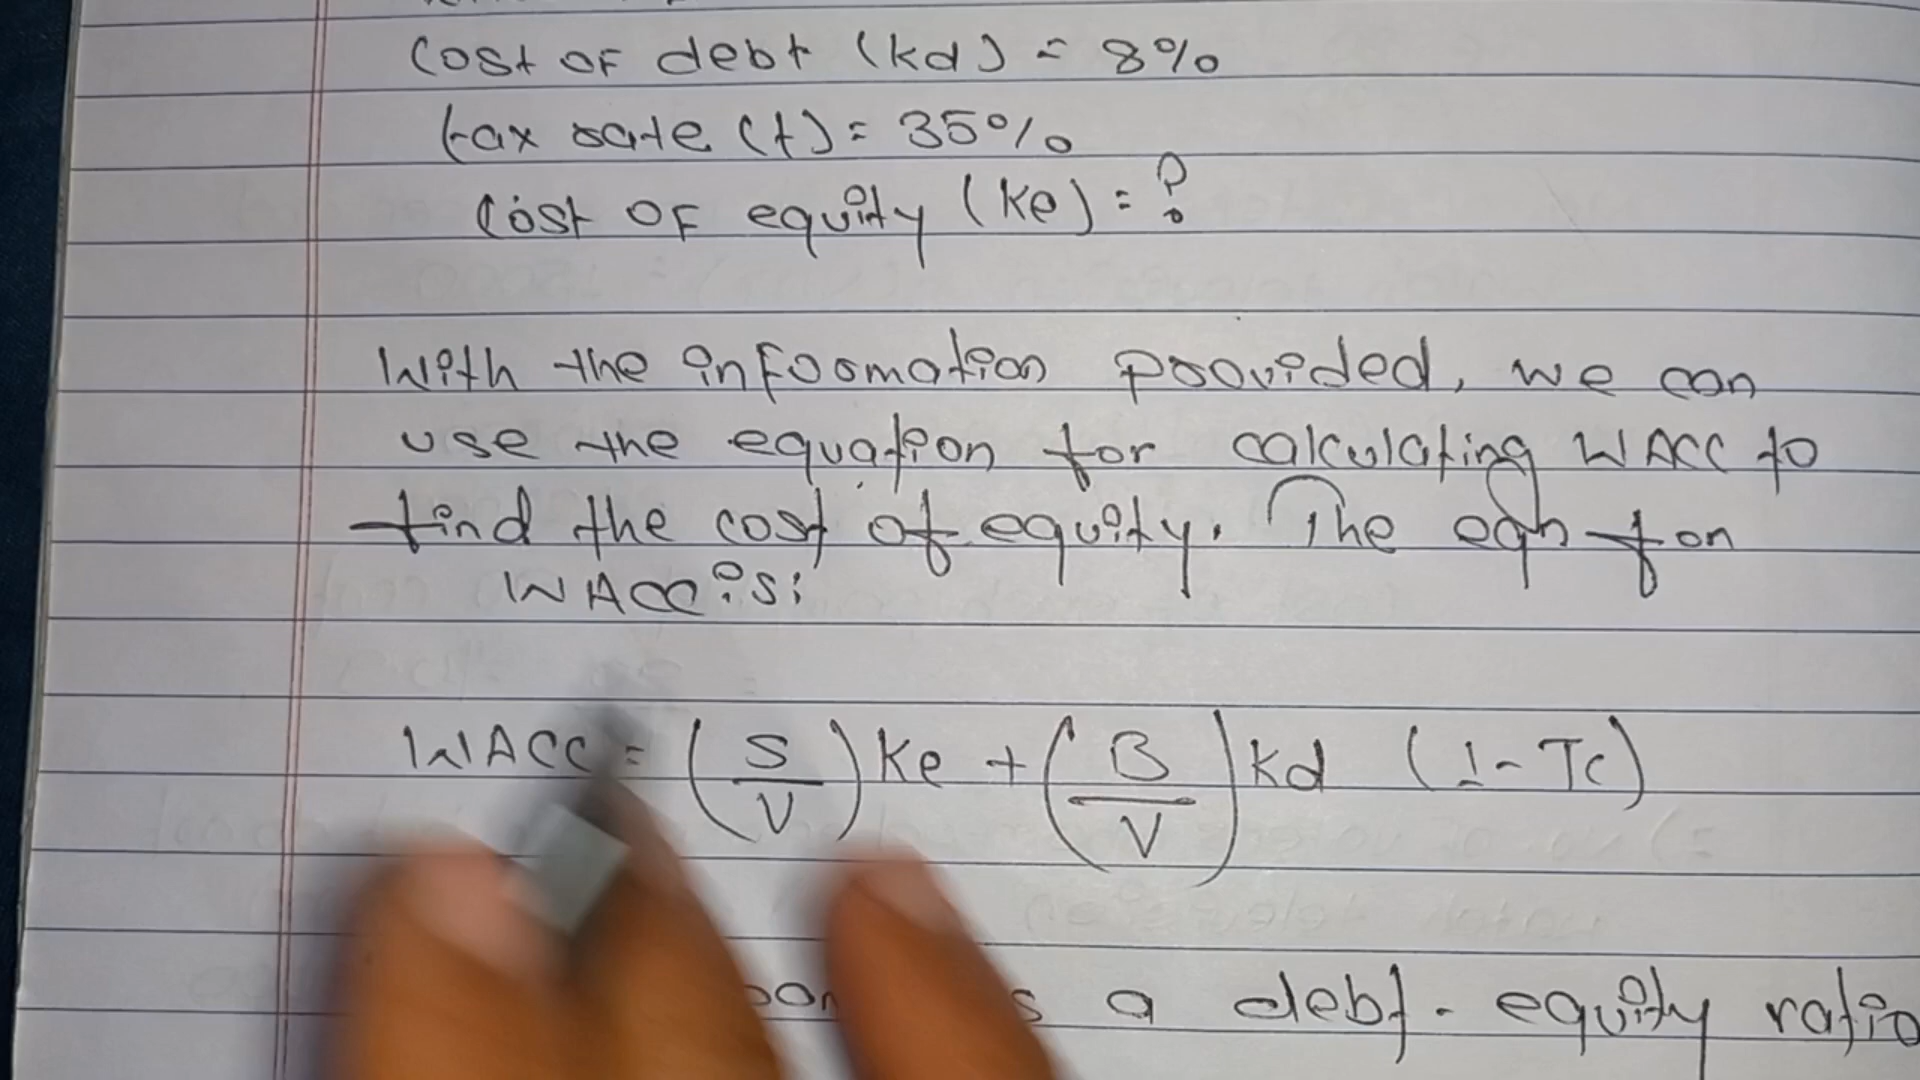 Cost of debt (kd) = 8%
tax rate (t) = 35%
Cost of equity (ke) = ?
With the information provided, we can
use the equation for calculating WACC to
find the cost of equity. The eqn for
WACC is:
WACC = (S/V) Ke + (B/V) kd (1 - Tc)
a debt - equity ratio